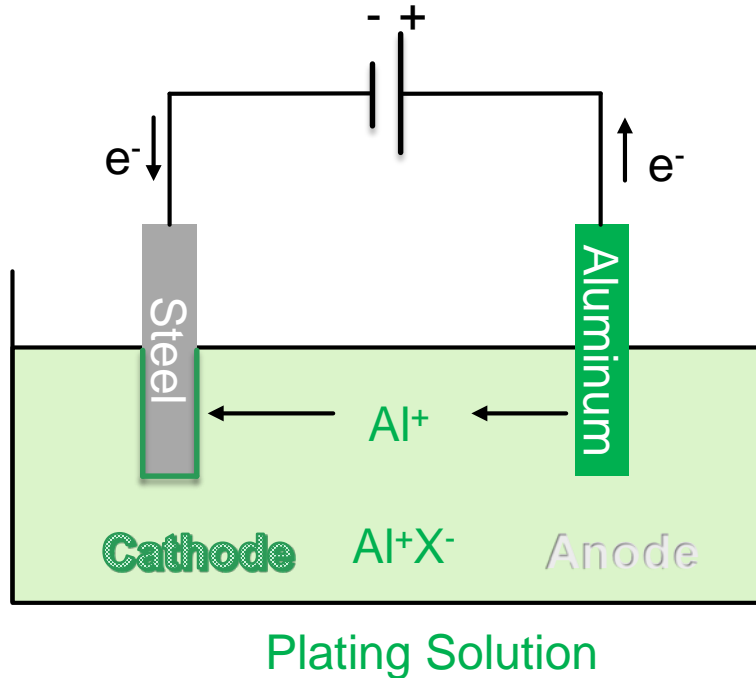 - +
e-
e-
Steel
Aluminum
Al+
Cathode
Al+X-
Anode
Plating Solution